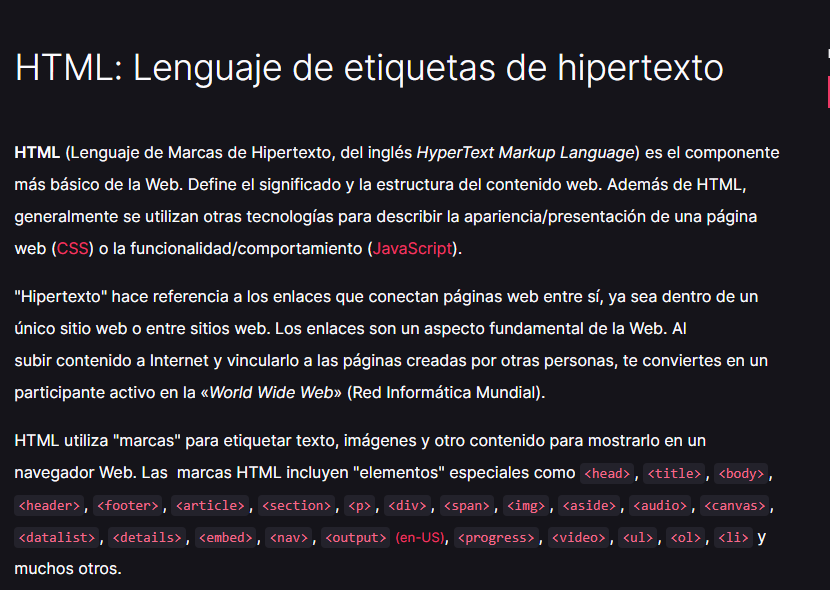 HTML: Lenguaje de etiquetas de hipertexto
HTML (Lenguaje de Marcas de Hipertexto, del inglés HyperText Markup Language) es el componente
más básico de la Web. Define el significado y la estructura del contenido web. Además de HTML,
generalmente se utilizan otras tecnologías para describir la apariencia/presentación de una página
web (CSS) o la funcionalidad/comportamiento (JavaScript).
"Hipertexto" hace referencia a los enlaces que conectan páginas web entre sí, ya sea dentro de un
único sitio web o entre sitios web. Los enlaces son un aspecto fundamental de la Web. Al
subir contenido a Internet y vincularlo a las páginas creadas por otras personas, te conviertes en un
participante activo en la «World Wide Web» (Red Informática Mundial).
HTML utiliza "marcas" para etiquetar texto, imágenes y otro contenido para mostrarlo en un
navegador Web. Las marcas HTML incluyen "elementos" especiales como <head>, <title>, <body>,
<header>, <footer>, <article>, <section>, <p>, <div>, <span>, <img>, <aside>, <audio>, <canvas>,
<datalist>, <details>, <embed>, <nav>, <output> (en-US), <progress>, <video>, <ul>, <ol>, <li> y
muchos otros.